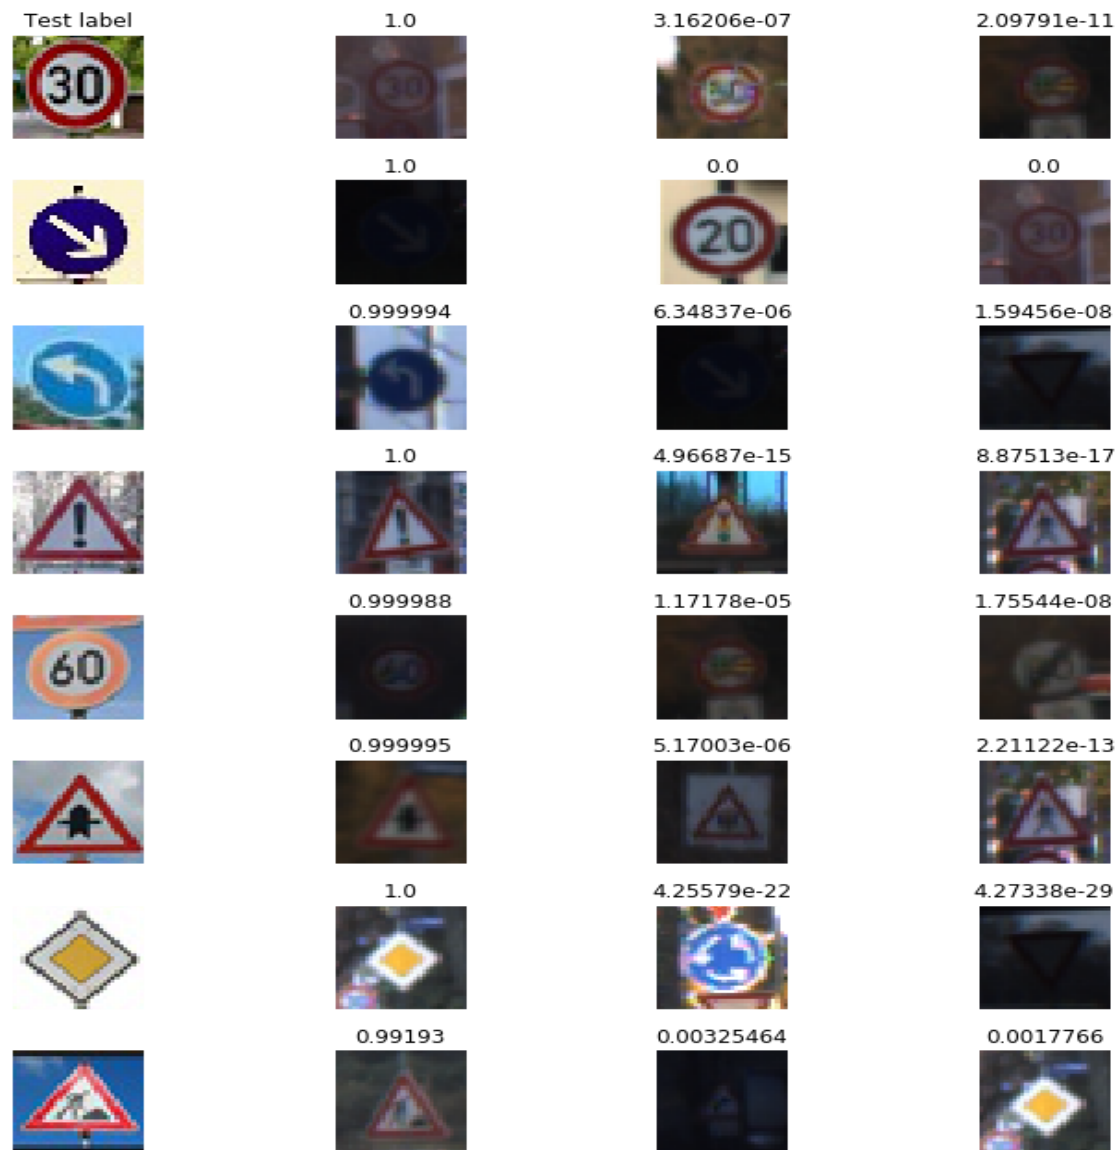 Test label 1.0 3.16206e-07 2.09791e-11
30 30
1.0 0.0 0.0
20 30
0.999994 6.34837e-06 1.59456e-08
1.0 4.96687e-15 8.87513e-17
0.999988 1.17178e-05 1.75544e-08
60 60
0.999995 5.17003e-06 2.21122e-13
1.0 4.25579e-22 4.27338e-29
0.99193 0.00325464 0.0017766